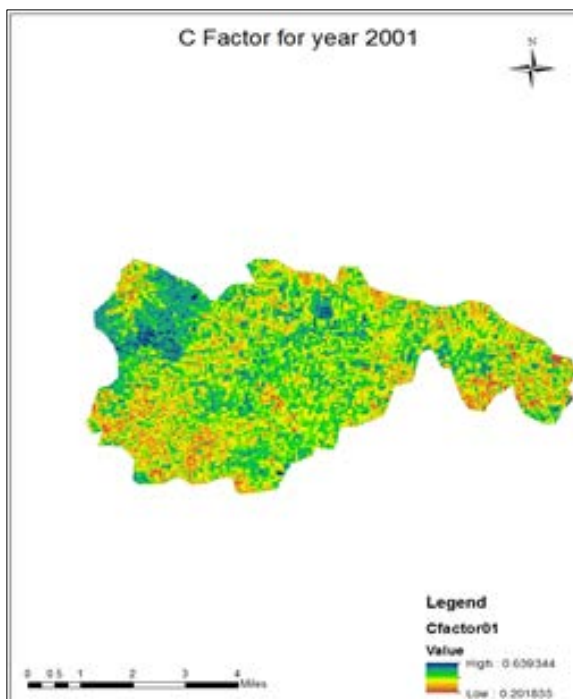 C Factor for year 2001
N
Legend
Cfactor01
Value
High : 0.639344
Low : 0.201835
0 0.5 1 2 3 4
Miles